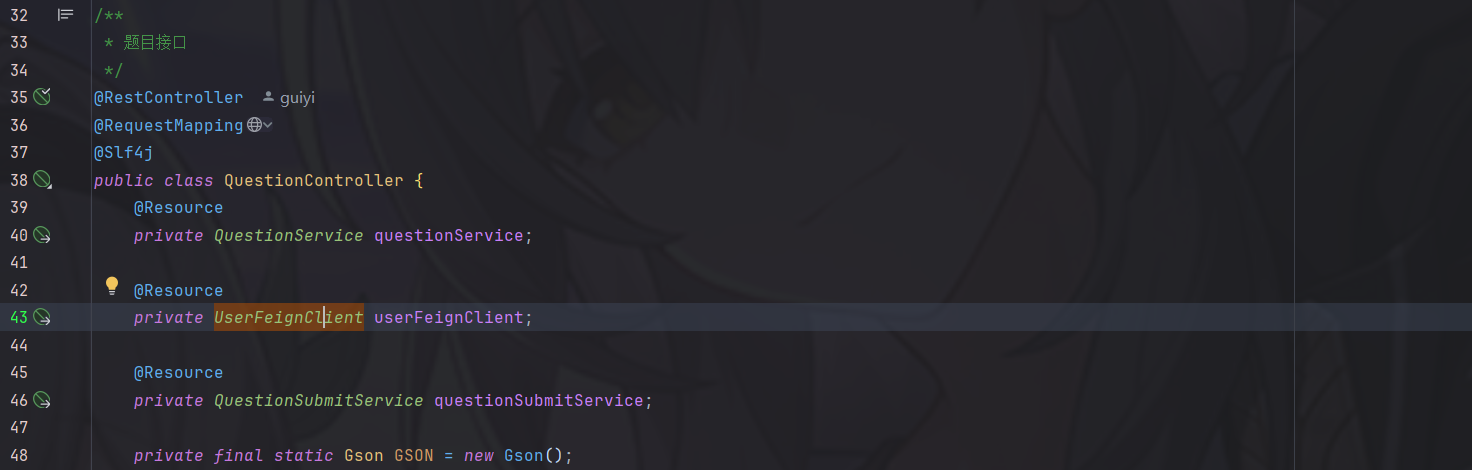 32 /**
33 * 题目接口
34 */
35 @RestController guiyi
36 @RequestMapping
37 @Slf4j
38 public class QuestionController {
39 @Resource
40 private QuestionService questionService;
41
42 @Resource
43 private UserFeignClient userFeignClient;
44
45 @Resource
46 private QuestionSubmitService questionSubmitService;
47
48 private final static Gson GSON = new Gson();